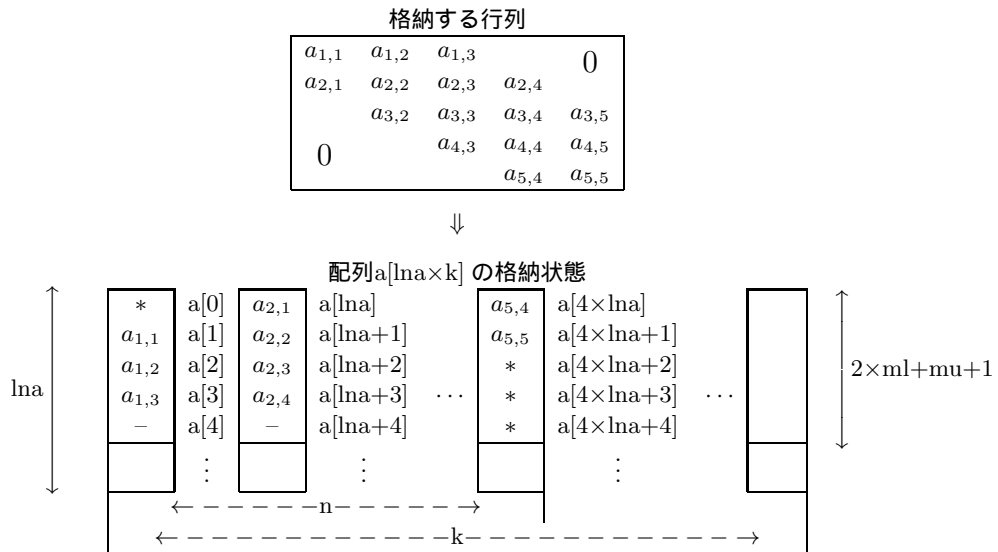 格納する行列
a1,1 a1,2 a1,3 0
a2,1 a2,2 a2,3 a2,4
a3,2 a3,3 a3,4 a3,5
0 a4,3 a4,4 a4,5
a5,4 a5,5
⇓
配列a[lna×k] の格納状態
* a[0] a2,1 a[lna] a5,4 a[4×lna]
a1,1 a[1] a2,2 a[lna+1] a5,5 a[4×lna+1]
a1,2 a[2] a2,3 a[lna+2] * a[4×lna+2] 2×ml+mu+1
lna a1,3 a[3] a2,4 a[lna+3] ⋯ * a[4×lna+3] ⋯
− a[4] − a[lna+4] * a[4×lna+4]
⋮ ⋮ ⋮
n
k